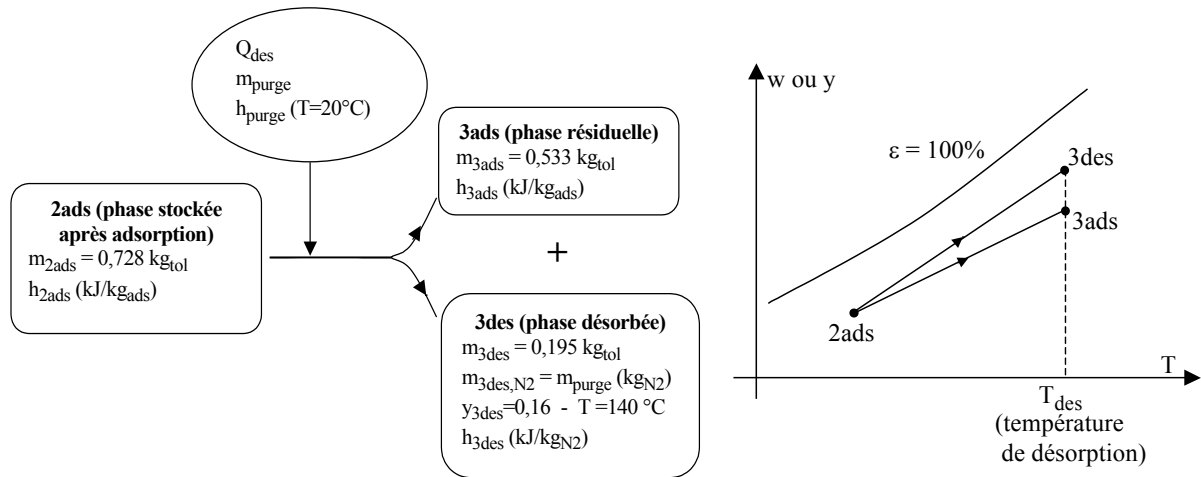 Q_des
m_purge
h_purge (T=20°C)
2ads (phase stockée
après adsorption)
m_2ads = 0,728 kg_tol
h_2ads (kJ/kg_ads)
3ads (phase résiduelle)
m_3ads = 0,533 kg_tol
h_3ads (kJ/kg_ads)
+
3des (phase désorbée)
m_3des = 0,195 kg_tol
m_3des,N2 = m_purge (kg_N2)
y_3des=0,16 - T =140 °C
h_3des (kJ/kg_N2)
w ou y
ε = 100%
3des
3ads
2ads
T
T_des
(température
de désorption)